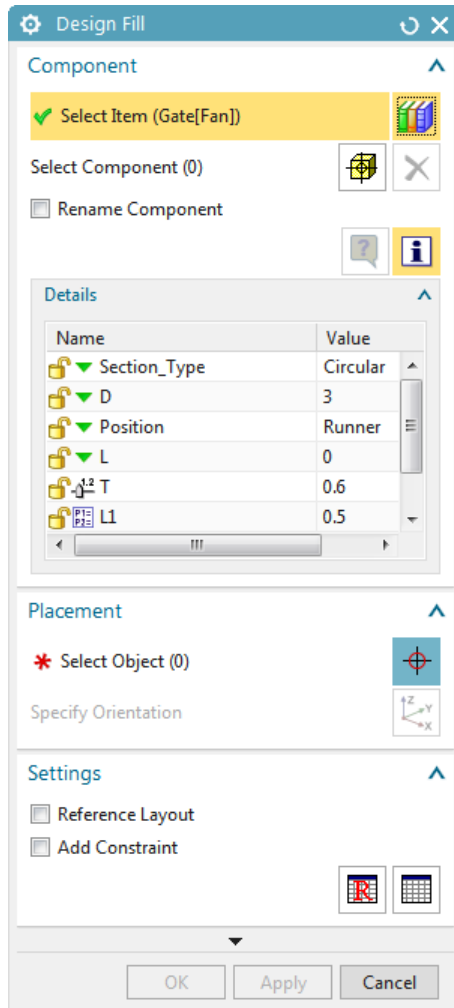 Design Fill
Component
Select Item (Gate[Fan])
Select Component (0)
Rename Component
Details
Name Value
Section_Type Circular
D 3
Position Runner
L 0
T 0.6
L1 0.5
Placement
Select Object (0)
Specify Orientation
Settings
Reference Layout
Add Constraint
OK Apply Cancel